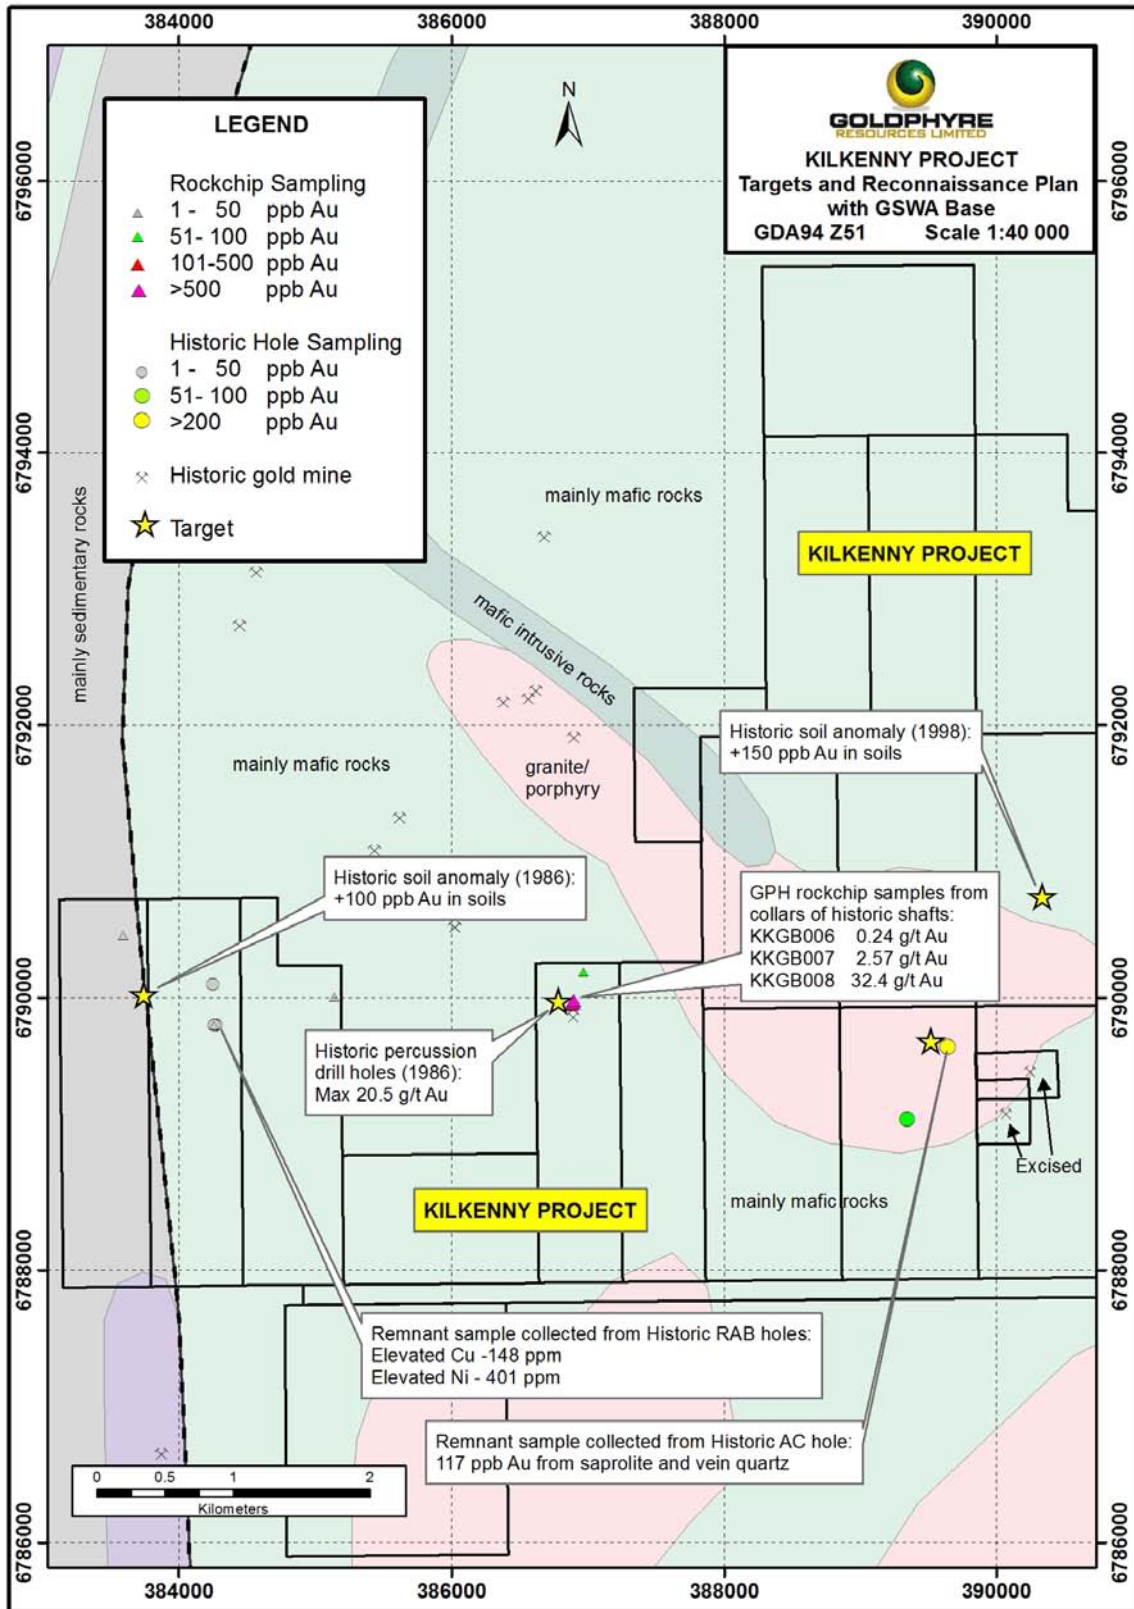 384000
386000
388000
390000
6796000
6794000
6792000
6790000
6788000
6786000
LEGEND
Rockchip Sampling
1 - 50 ppb Au
51- 100 ppb Au
101-500 ppb Au
>500 ppb Au
Historic Hole Sampling
1 - 50 ppb Au
51- 100 ppb Au
>200 ppb Au
Historic gold mine
Target
N
GOLDPHYRE
RESOURCES LIMITED
KILKENNY PROJECT
Targets and Reconnaissance Plan
with GSWA Base
GDA94 Z51 Scale 1:40 000
6796000
6794000
6792000
6790000
6788000
6786000
mainly sedimentary rocks
mainly mafic rocks
KILKENNY PROJECT
mafic intrusive rocks
Historic soil anomaly (1998):
+150 ppb Au in soils
mainly mafic rocks
granite/
porphyry
Historic soil anomaly (1986):
+100 ppb Au in soils
GPH rockchip samples from
collars of historic shafts:
KKGB006 0.24 g/t Au
KKGB007 2.57 g/t Au
KKGB008 32.4 g/t Au
Historic percussion
drill holes (1986):
Max 20.5 g/t Au
Excised
KILKENNY PROJECT
mainly mafic rocks
Remnant sample collected from Historic RAB holes:
Elevated Cu -148 ppm
Elevated Ni - 401 ppm
Remnant sample collected from Historic AC hole:
117 ppb Au from saprolite and vein quartz
0 0.5 1 2
Kilometers
384000
386000
388000
390000